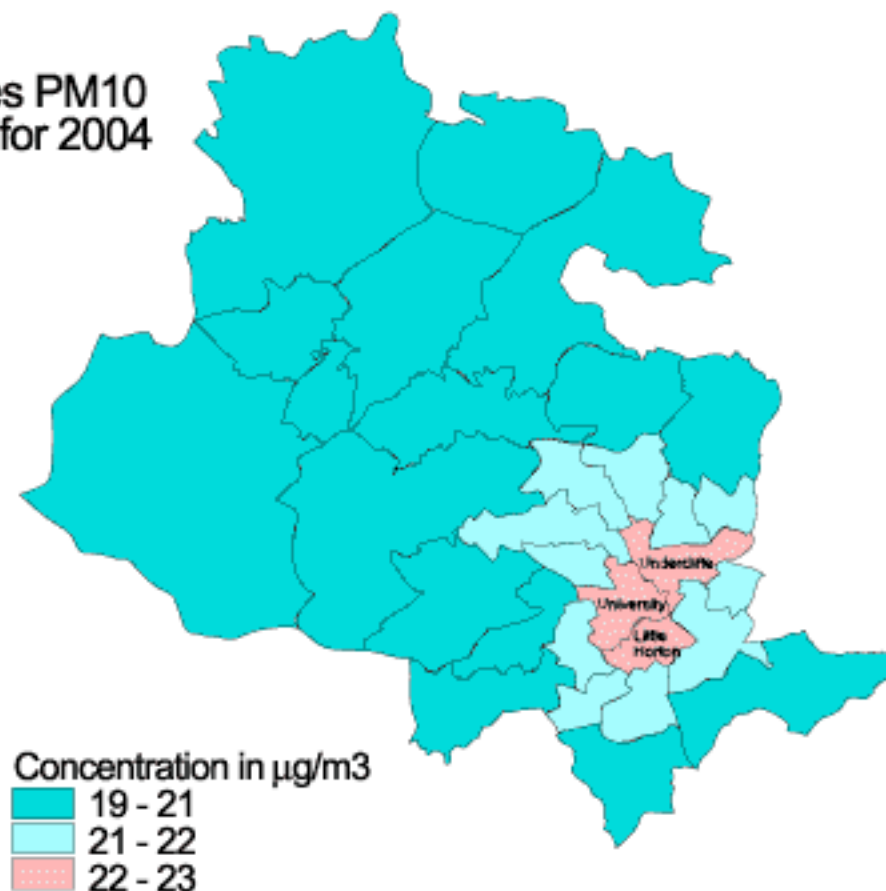 es PM10
for 2004
Undercliffe
University
Little
Horton
Concentration in µg/m3
19 - 21
21 - 22
22 - 23